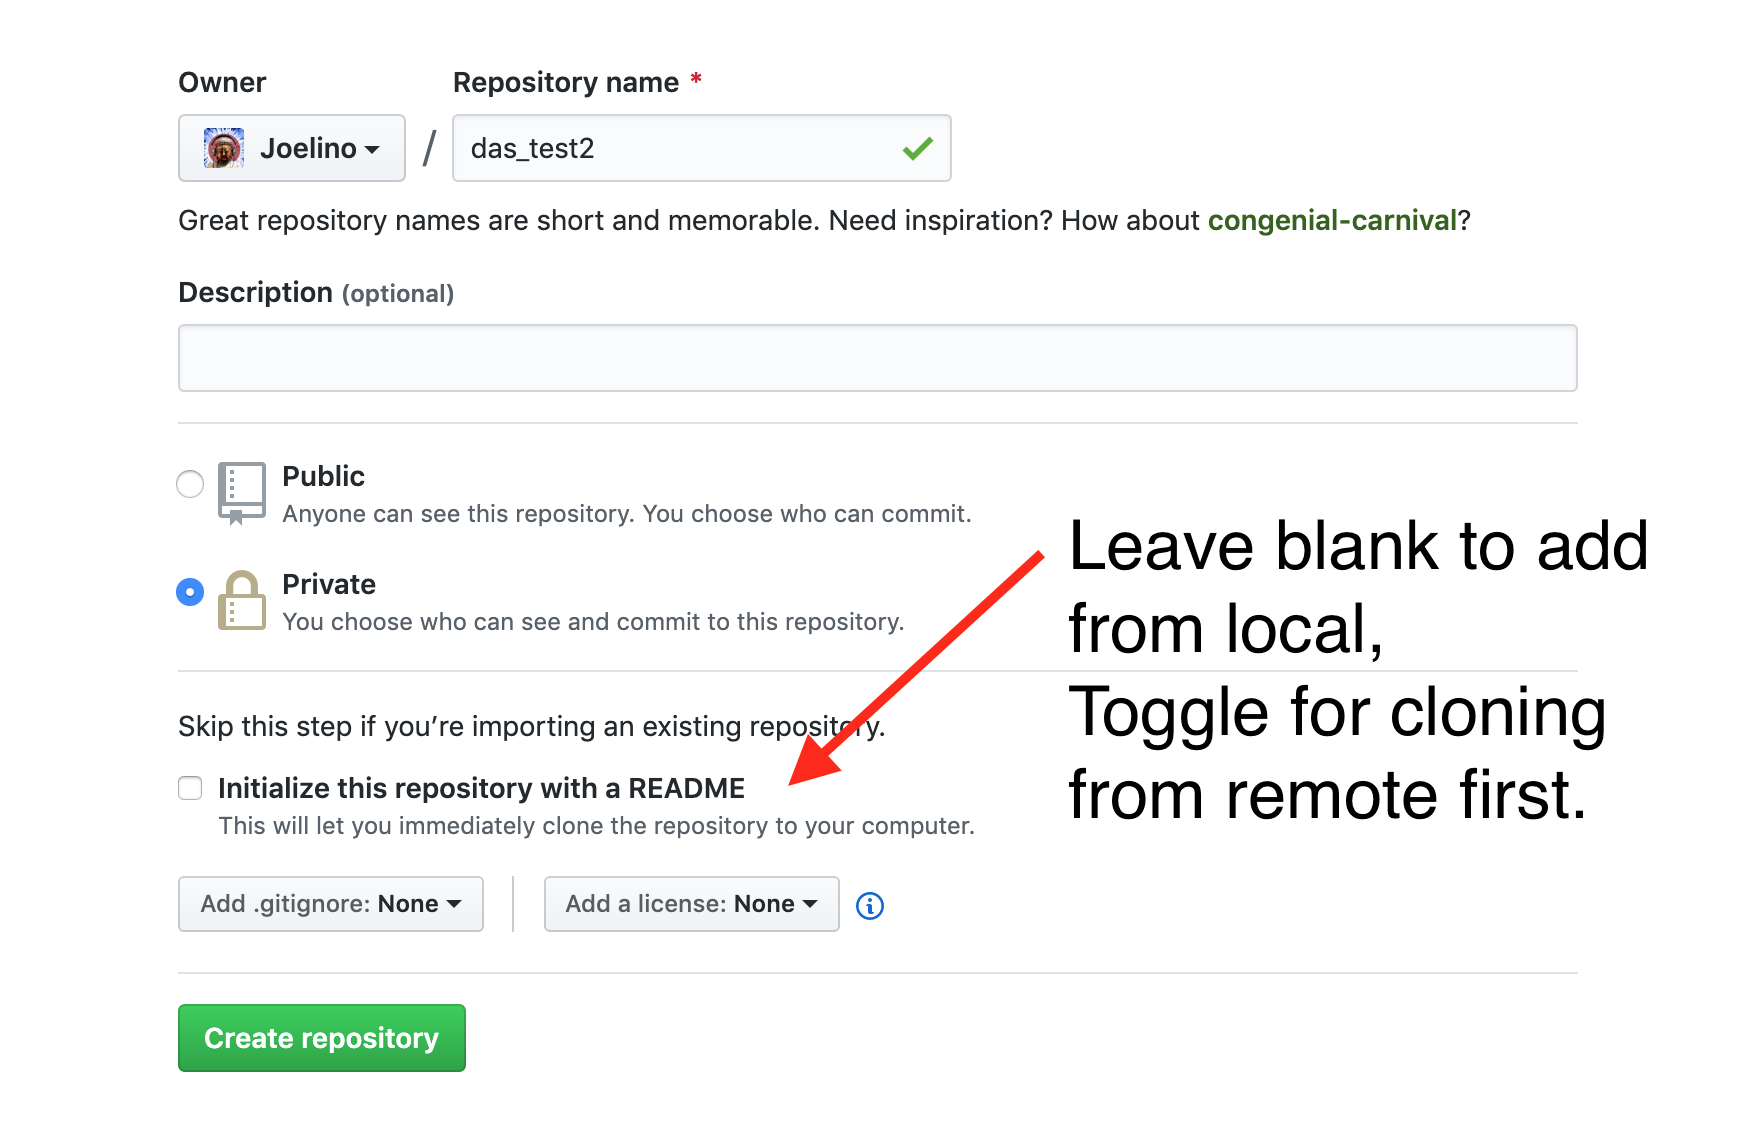 Owner
Repository name *
Joelino
/
das_test2
Great repository names are short and memorable. Need inspiration? How about congenial-carnival?
Description (optional)
Public
Anyone can see this repository. You choose who can commit.
Private
You choose who can see and commit to this repository.
Leave blank to add
from local,
Toggle for cloning
from remote first.
Skip this step if you’re importing an existing repository.
Initialize this repository with a README
This will let you immediately clone the repository to your computer.
Add .gitignore: None
Add a license: None
Create repository